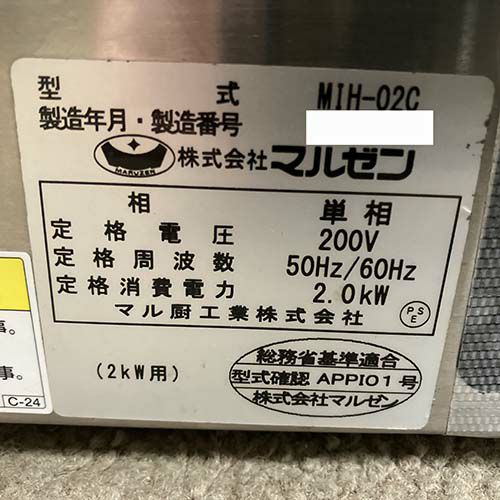 型式 MIH-02C
製造年月・製造番号
MARUZEN 株式会社 マルゼン
相 単相
定格電圧 200V
定格周波数 50Hz/60Hz
定格消費電力 2.0kW
マル厨工業株式会社 PSE
(2kW用)
総務省基準適合
型式確認 APPI01号
株式会社マルゼン
事。
事。
C-24